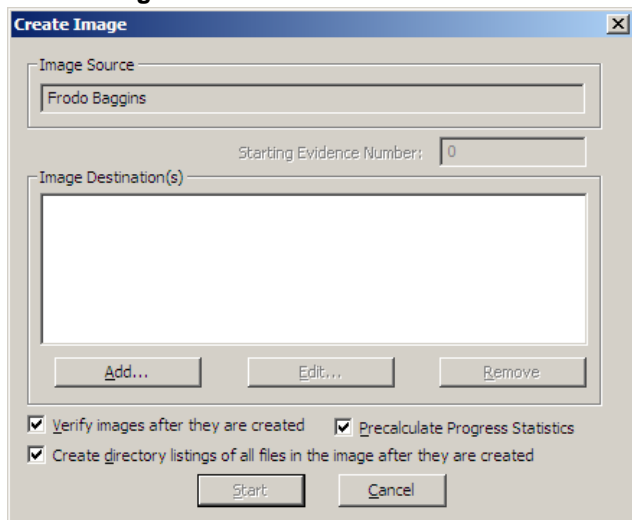 Create Image
Image Source
Frodo Baggins
Starting Evidence Number: 0
Image Destination(s)
Add... Edit... Remove
Verify images after they are created Precalculate Progress Statistics
Create directory listings of all files in the image after they are created
Start Cancel